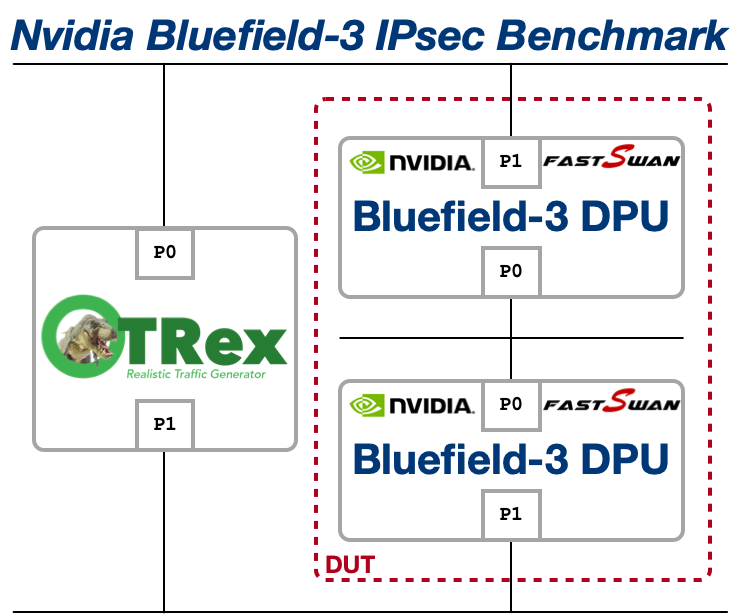 Nvidia Bluefield-3 IPsec Benchmark
P0
TRex
Realistic Traffic Generator
P1
NVIDIA.
P1
FASTSWAN
Bluefield-3 DPU
P0
NVIDIA.
P0
FASTSWAN
Bluefield-3 DPU
P1
DUT